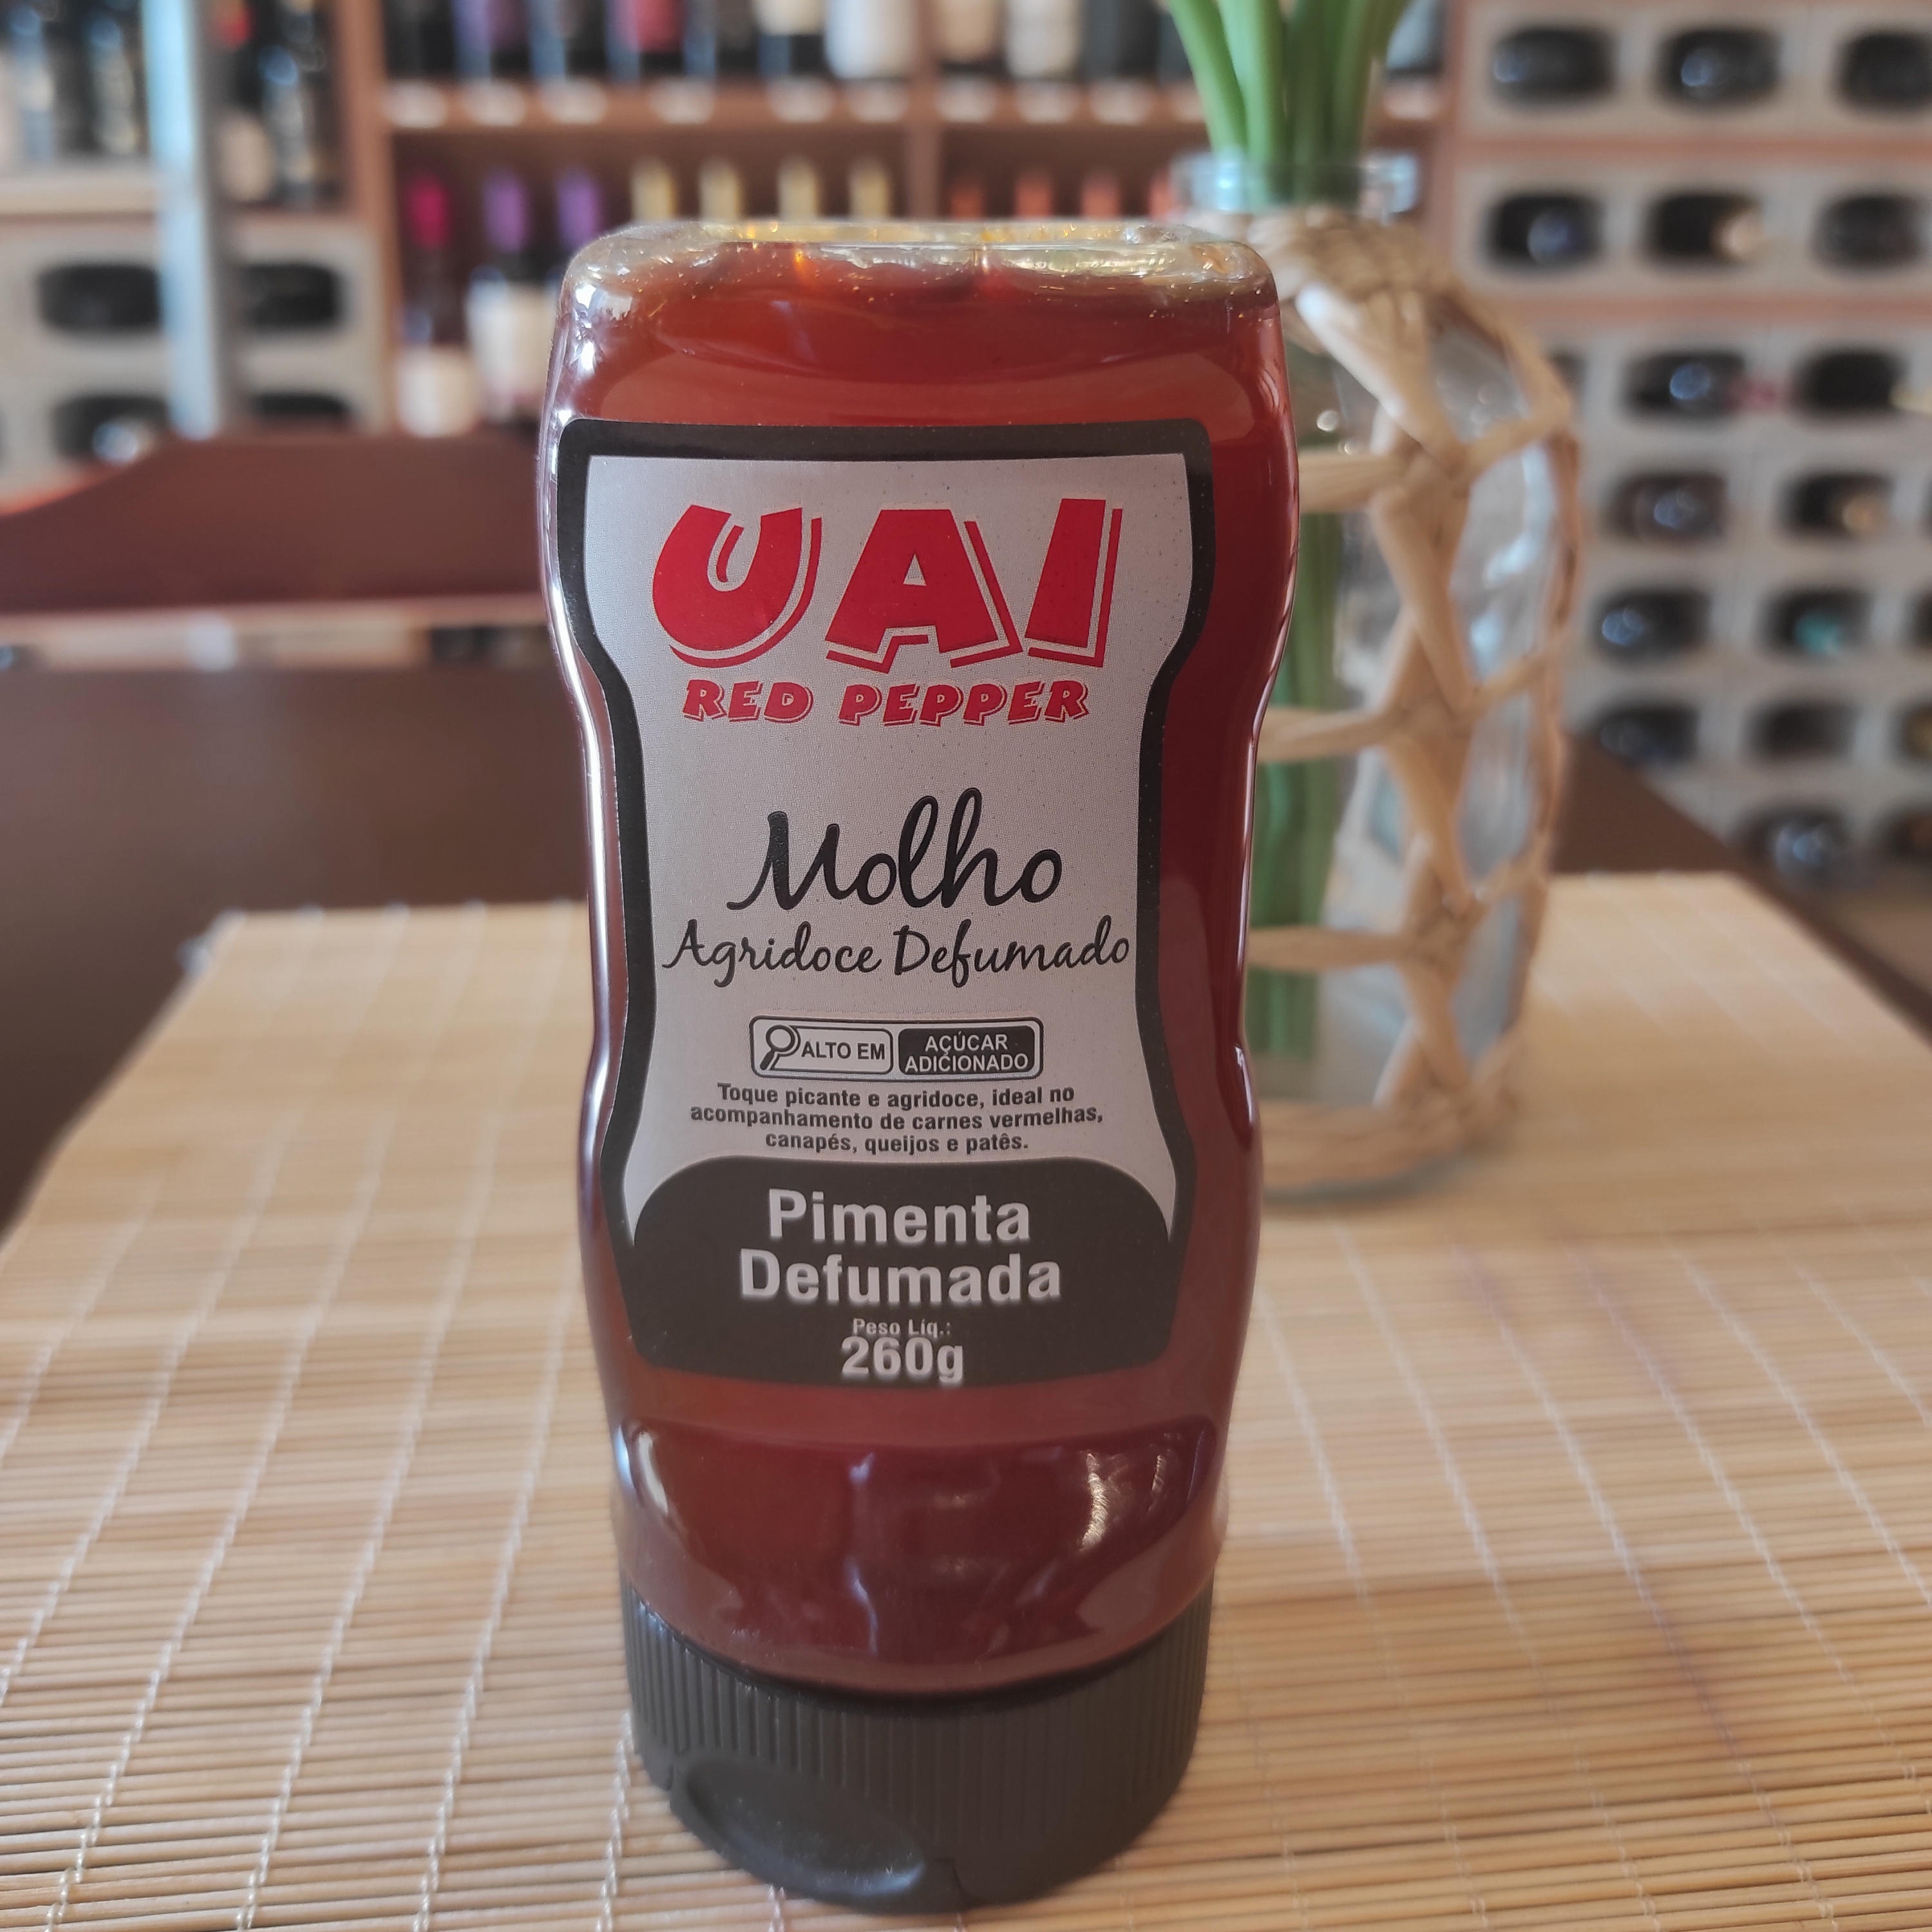 UAI
RED PEPPER
Molho
Agridoce Defumado
ALTO EM
AÇÚCAR
ADICIONADO
Toque picante e agridoce, ideal no
acompanhamento de carnes vermelhas,
canapés, queijos e patês.
Pimenta
Defumada
Peso Líq.:
260g